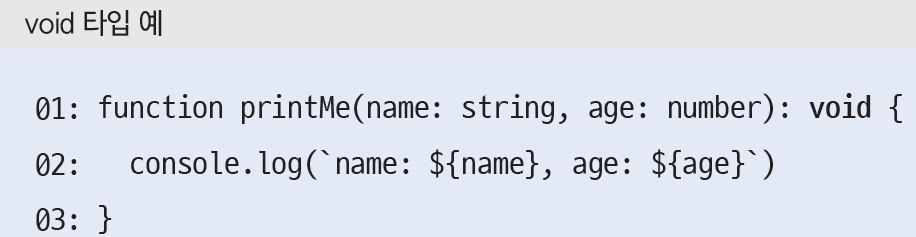 void 타입 예
01: function printMe(name: string, age: number): void {
02:   console.log(`name: ${name}, age: ${age}`)
03: }